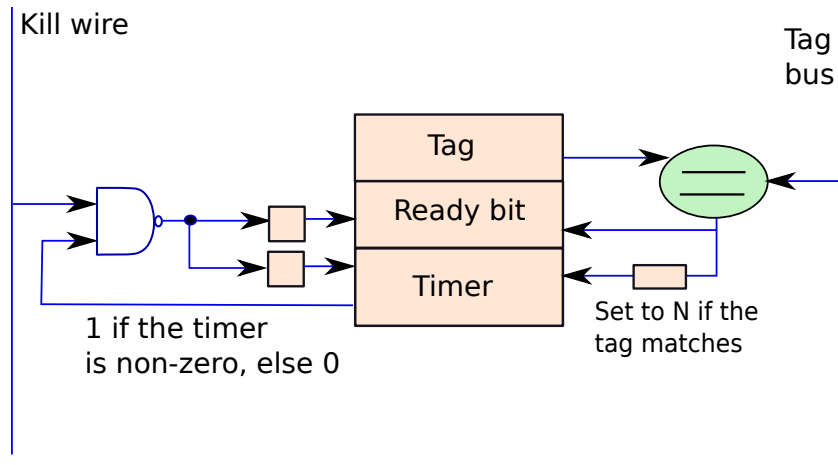 Kill wire
Tag
bus
Tag
Ready bit
Timer
1 if the timer
is non-zero, else 0
Set to N if the
tag matches